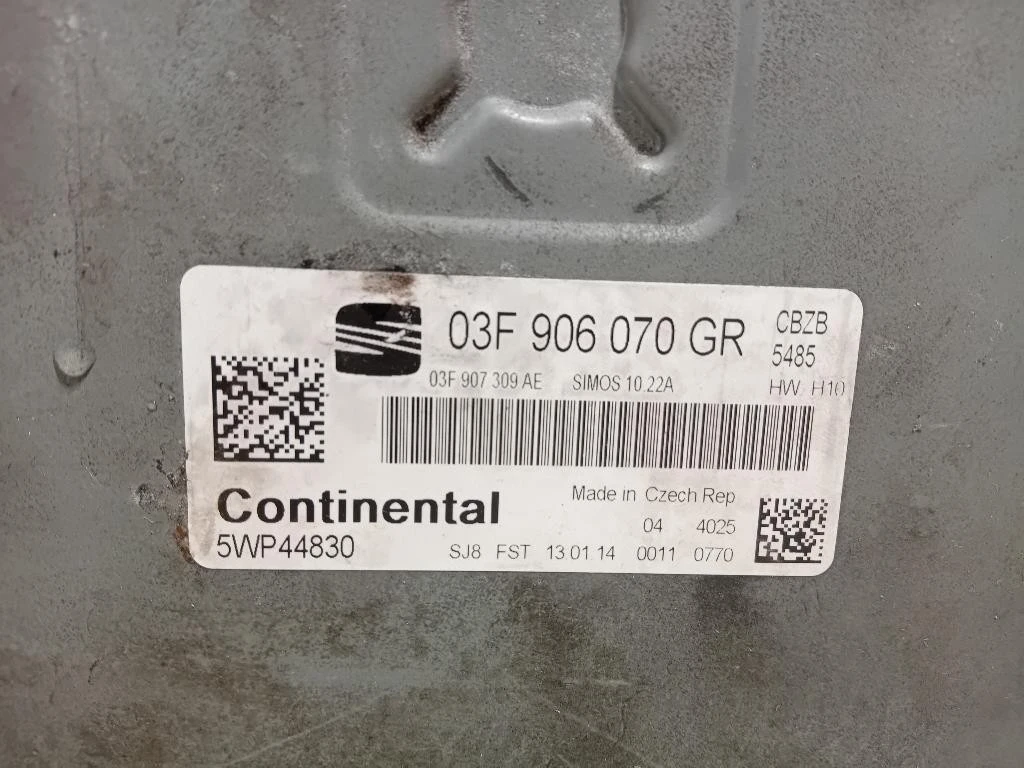 03F 906 070 GR
CBZB
5485
03F 907 309 AE SIMOS 10.22A
HW H10
Continental
5WP44830
Made in Czech Rep
04 4025
SJ8 FST 13 01 14 0011 0770